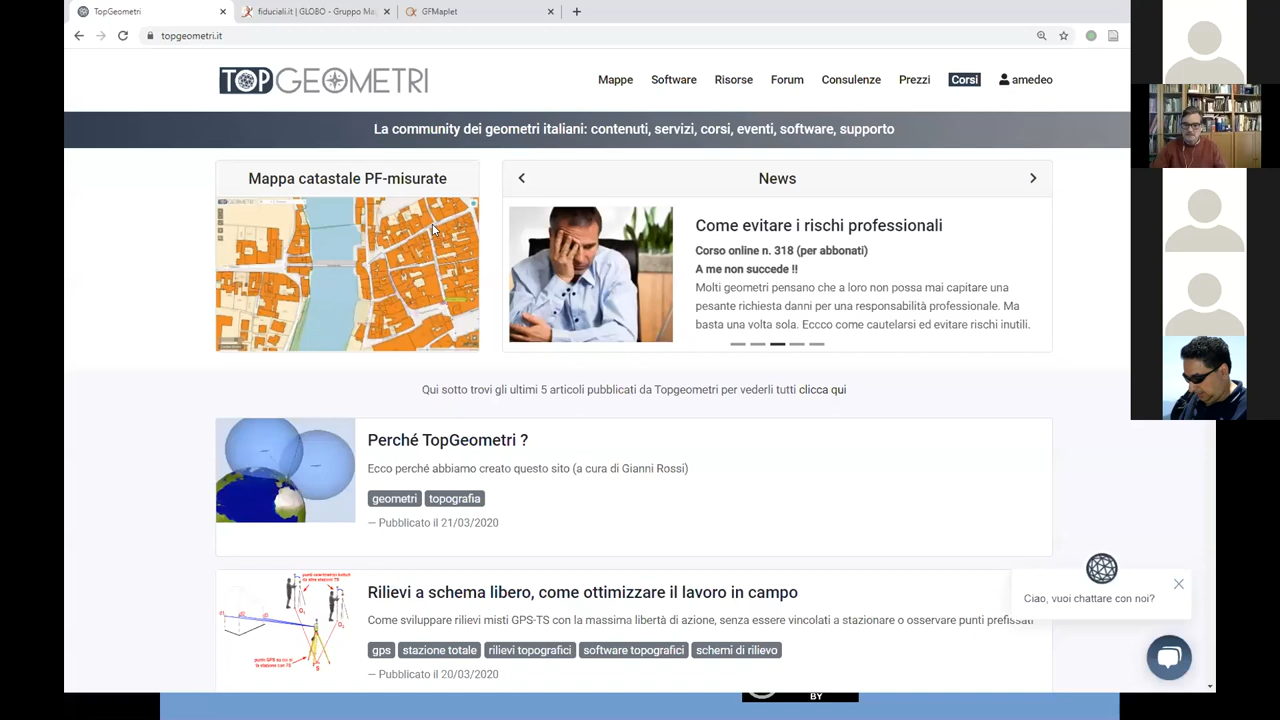 TopGeometri
fiduciali.it | GLOBO - Gruppo Ma
GFMaplet
topgeometri.it
TOPGEOMETRI
Mappe Software Risorse Forum Consulenze Prezzi Corsi amedeo
La community dei geometri italiani: contenuti, servizi, corsi, eventi, software, supporto
Mappa catastale PF-misurate
News
Come evitare i rischi professionali
Corso online n. 318 (per abbonati)
A me non succede !!
Molti geometri pensano che a loro non possa mai capitare una
pesante richiesta danni per una responsabilità professionale. Ma
basta una volta sola. Eccco come cautelarsi ed evitare rischi inutili.
Qui sotto trovi gli ultimi 5 articoli pubblicati da Topgeometri per vederli tutti clicca qui
Perché TopGeometri ?
Ecco perché abbiamo creato questo sito (a cura di Gianni Rossi)
geometri topografia
— Pubblicato il 21/03/2020
Rilievi a schema libero, come ottimizzare il lavoro in campo
Come sviluppare rilievi misti GPS-TS con la massima libertà di azione, senza essere vincolati a stazionare o osservare punti prefissati
gps stazione totale rilievi topografici software topografici schemi di rilievo
— Pubblicato il 20/03/2020
Ciao, vuoi chattare con noi?
BY